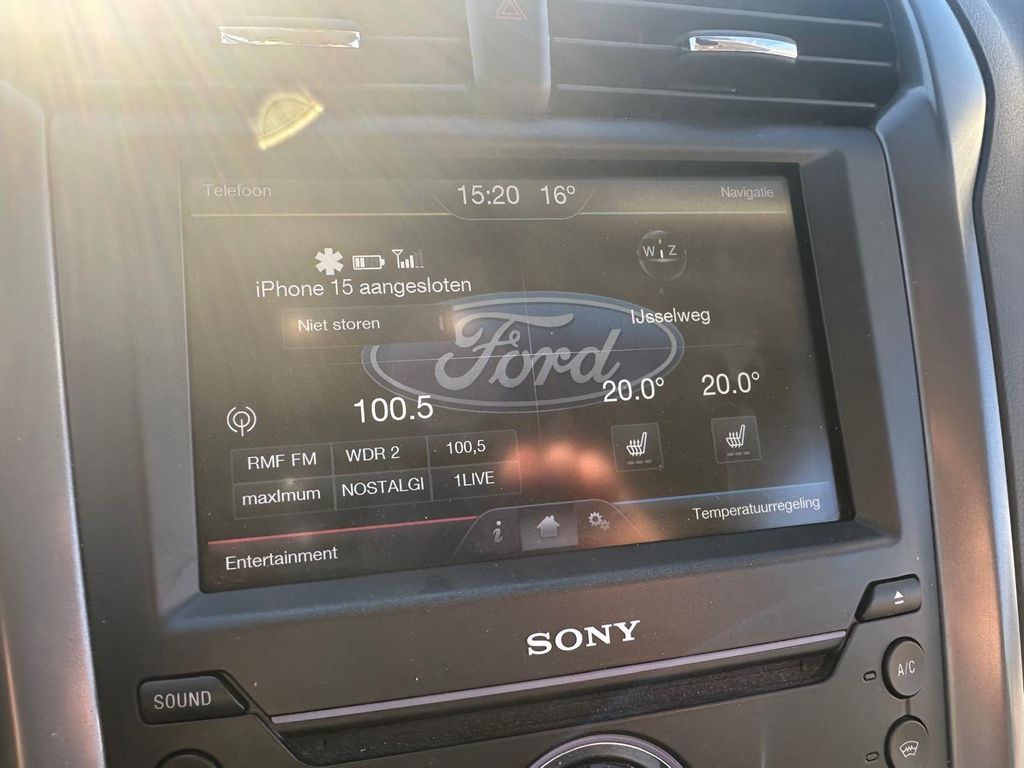 Telefoon
15:20 16°
Navigatie
W i Z
iPhone 15 aangesloten
Niet storen
IJsselweg
Ford
100.5
20.0° 20.0°
RMF FM WDR 2 100,5
maxImum NOSTALGI 1LIVE
Entertainment
i
Temperatuurregeling
SONY
SOUND
A/C